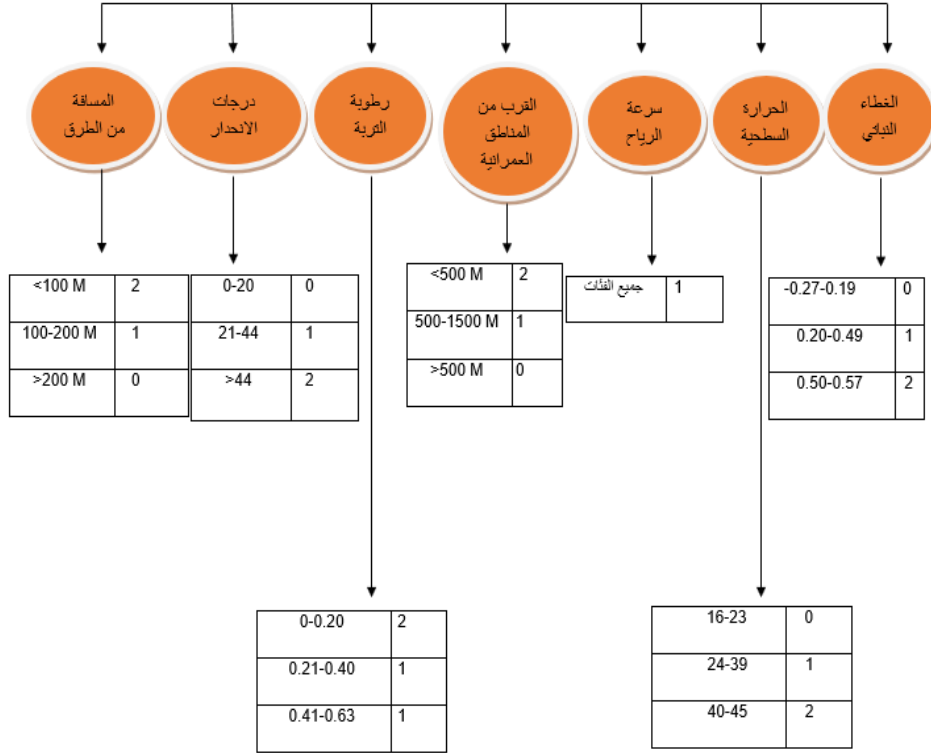 الغطاء
النباتي
الحرارة
السطحية
سرعة
الرياح
القرب من
المناطق
العمرانية
رطوبة
التربة
درجات
الانحدار
المسافة
من الطرق
-0.27-0.19 0
0.20-0.49 1
0.50-0.57 2
جميع الفئات 1
<500 M 2
500-1500 M 1
>500 M 0
0-20 0
21-44 1
>44 2
<100 M 2
100-200 M 1
>200 M 0
16-23 0
24-39 1
40-45 2
0-0.20 2
0.21-0.40 1
0.41-0.63 1